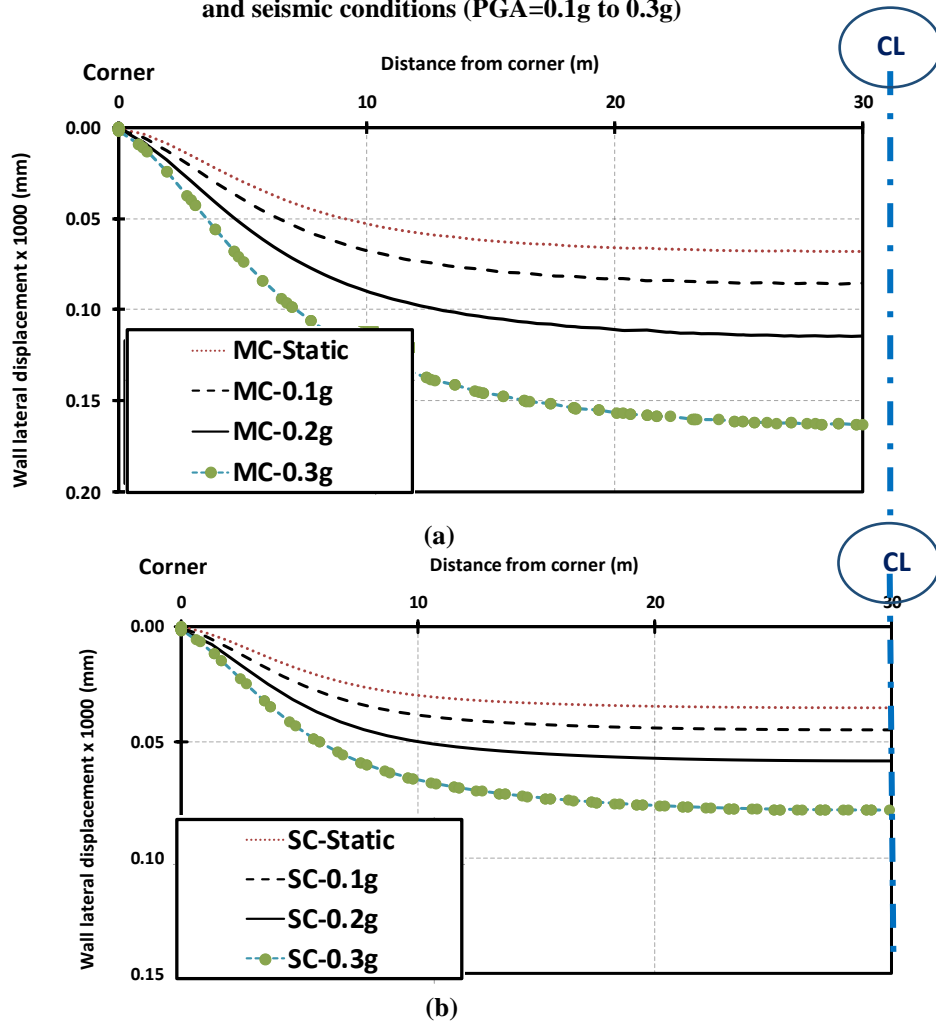 and seismic conditions (PGA=0.1g to 0.3g)
CL
Distance from corner (m)
Corner
0 10 20 30
0.00
0.05
0.10
0.15
0.20
Wall lateral displacement x 1000 (mm)
MC-Static
MC-0.1g
MC-0.2g
MC-0.3g
(a)
CL
Distance from corner (m)
Corner
0 10 20 30
0.00
0.05
0.10
0.15
Wall lateral displacement x 1000 (mm)
SC-Static
SC-0.1g
SC-0.2g
SC-0.3g
(b)